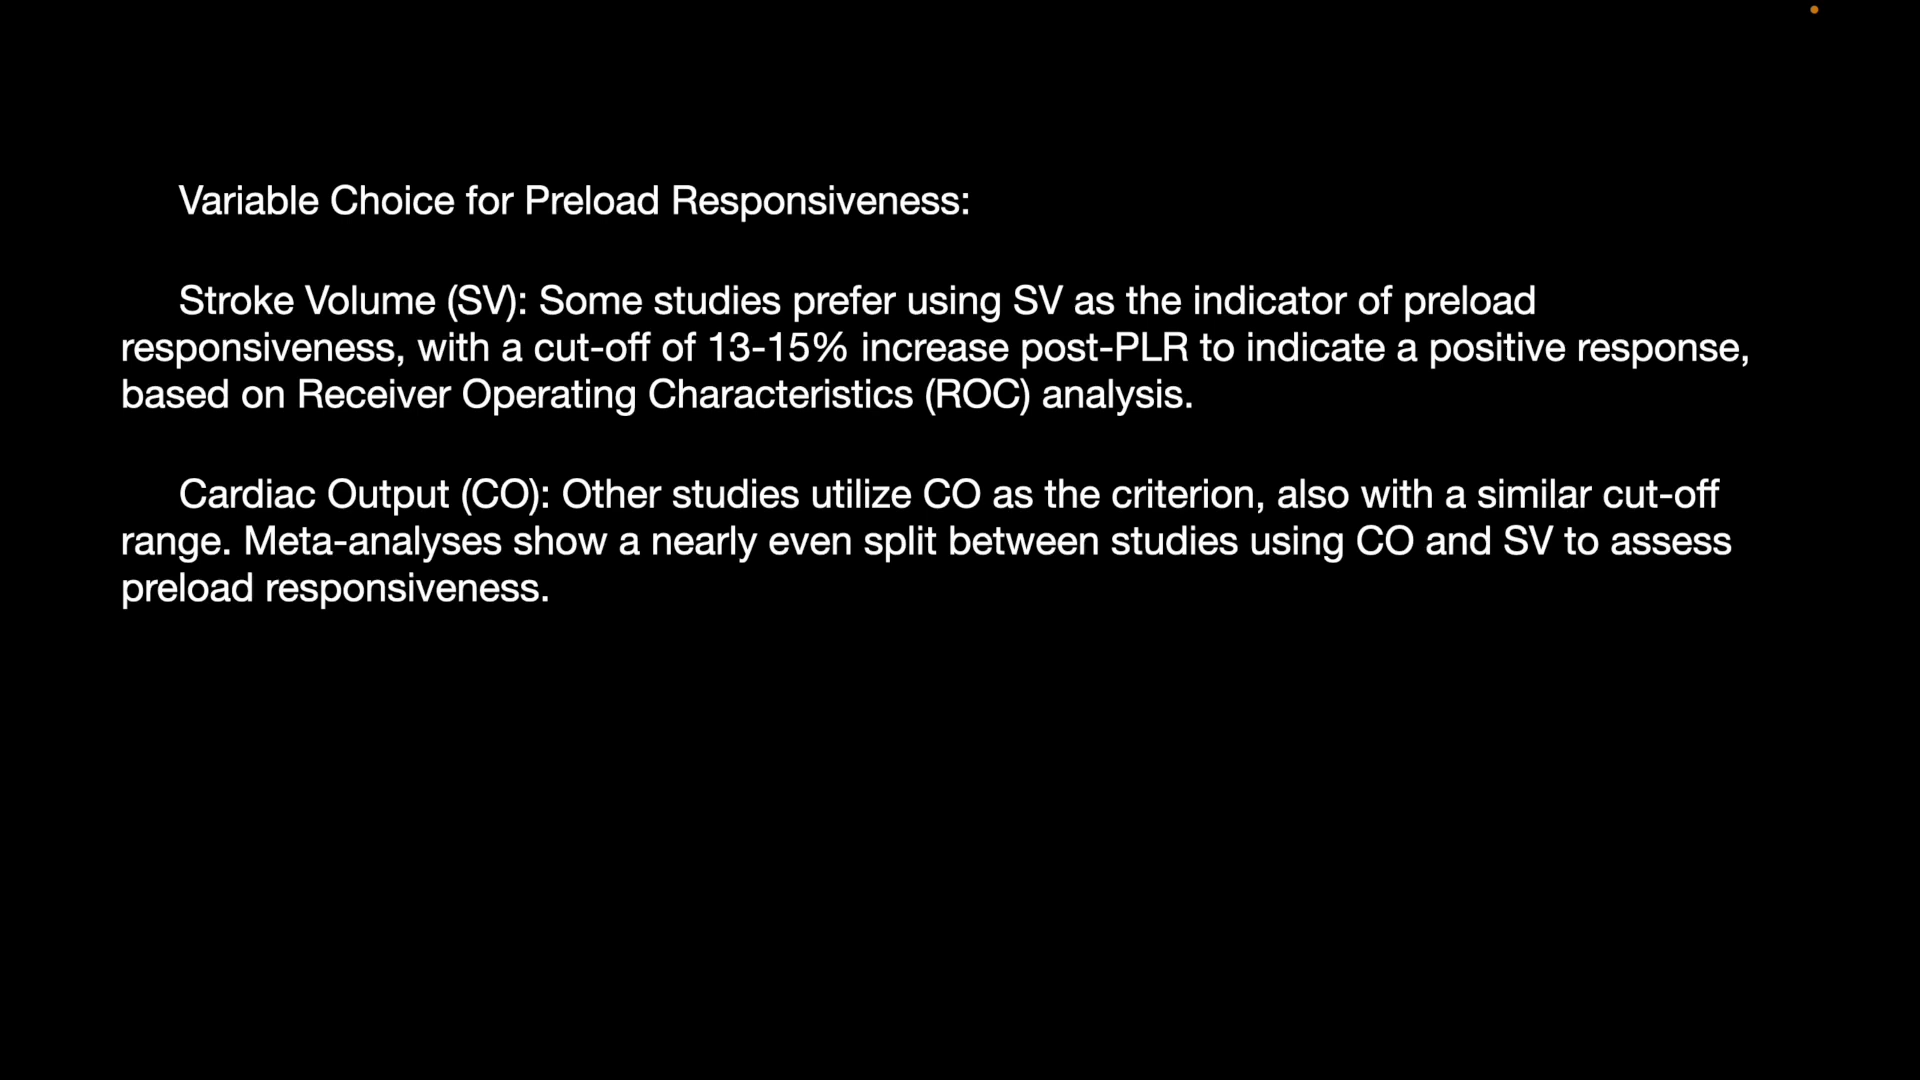 Variable Choice for Preload Responsiveness:
Stroke Volume (SV): Some studies prefer using SV as the indicator of preload
responsiveness, with a cut-off of 13-15% increase post-PLR to indicate a positive response,
based on Receiver Operating Characteristics (ROC) analysis.
Cardiac Output (CO): Other studies utilize CO as the criterion, also with a similar cut-off
range. Meta-analyses show a nearly even split between studies using CO and SV to assess
preload responsiveness.